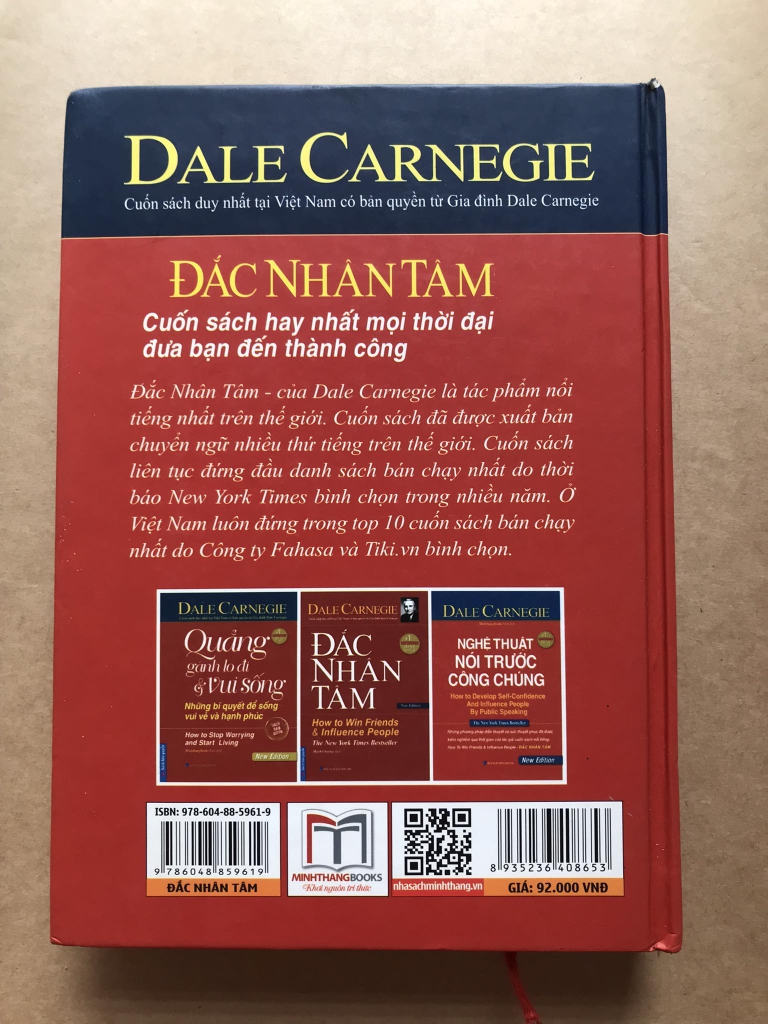 DALE CARNEGIE
Cuốn sách duy nhất tại Việt Nam có bản quyền từ Gia đình Dale Carnegie
ĐẮC NHÂN TÂM
Cuốn sách hay nhất mọi thời đại
đưa bạn đến thành công
Đắc Nhân Tâm - của Dale Carnegie là tác phẩm nổi
tiếng nhất trên thế giới. Cuốn sách đã được xuất bản
chuyển ngữ nhiều thứ tiếng trên thế giới. Cuốn sách
liên tục đứng đầu danh sách bán chạy nhất do thời
báo New York Times bình chọn trong nhiều năm. Ở
Việt Nam luôn đứng trong top 10 cuốn sách bán chạy
nhất do Công ty Fahasa và Tiki.vn bình chọn.
DALE CARNEGIE
Quẳng
gánh lo đi
& vui sống
Những bí quyết để sống
vui vẻ và hạnh phúc
How to Stop Worrying
and Start Living
New Edition
DALE CARNEGIE
ĐẮC
NHÂN
TÂM
New Edition
How to Win Friends
& Influence People
The New York Times Bestseller
DALE CARNEGIE
NGHỆ THUẬT
NÓI TRƯỚC
CÔNG CHÚNG
How to Develop Self-Confidence
And Influence People
By Public Speaking
The New York Times Bestseller
New Edition
ISBN: 978-604-88-5961-9
9 786048 859619
ĐẮC NHÂN TÂM
MINHTHANGBOOKS
Khơi nguồn tri thức
nhasachminhthang.vn
8 935236 408653
GIÁ: 92.000 VNĐ